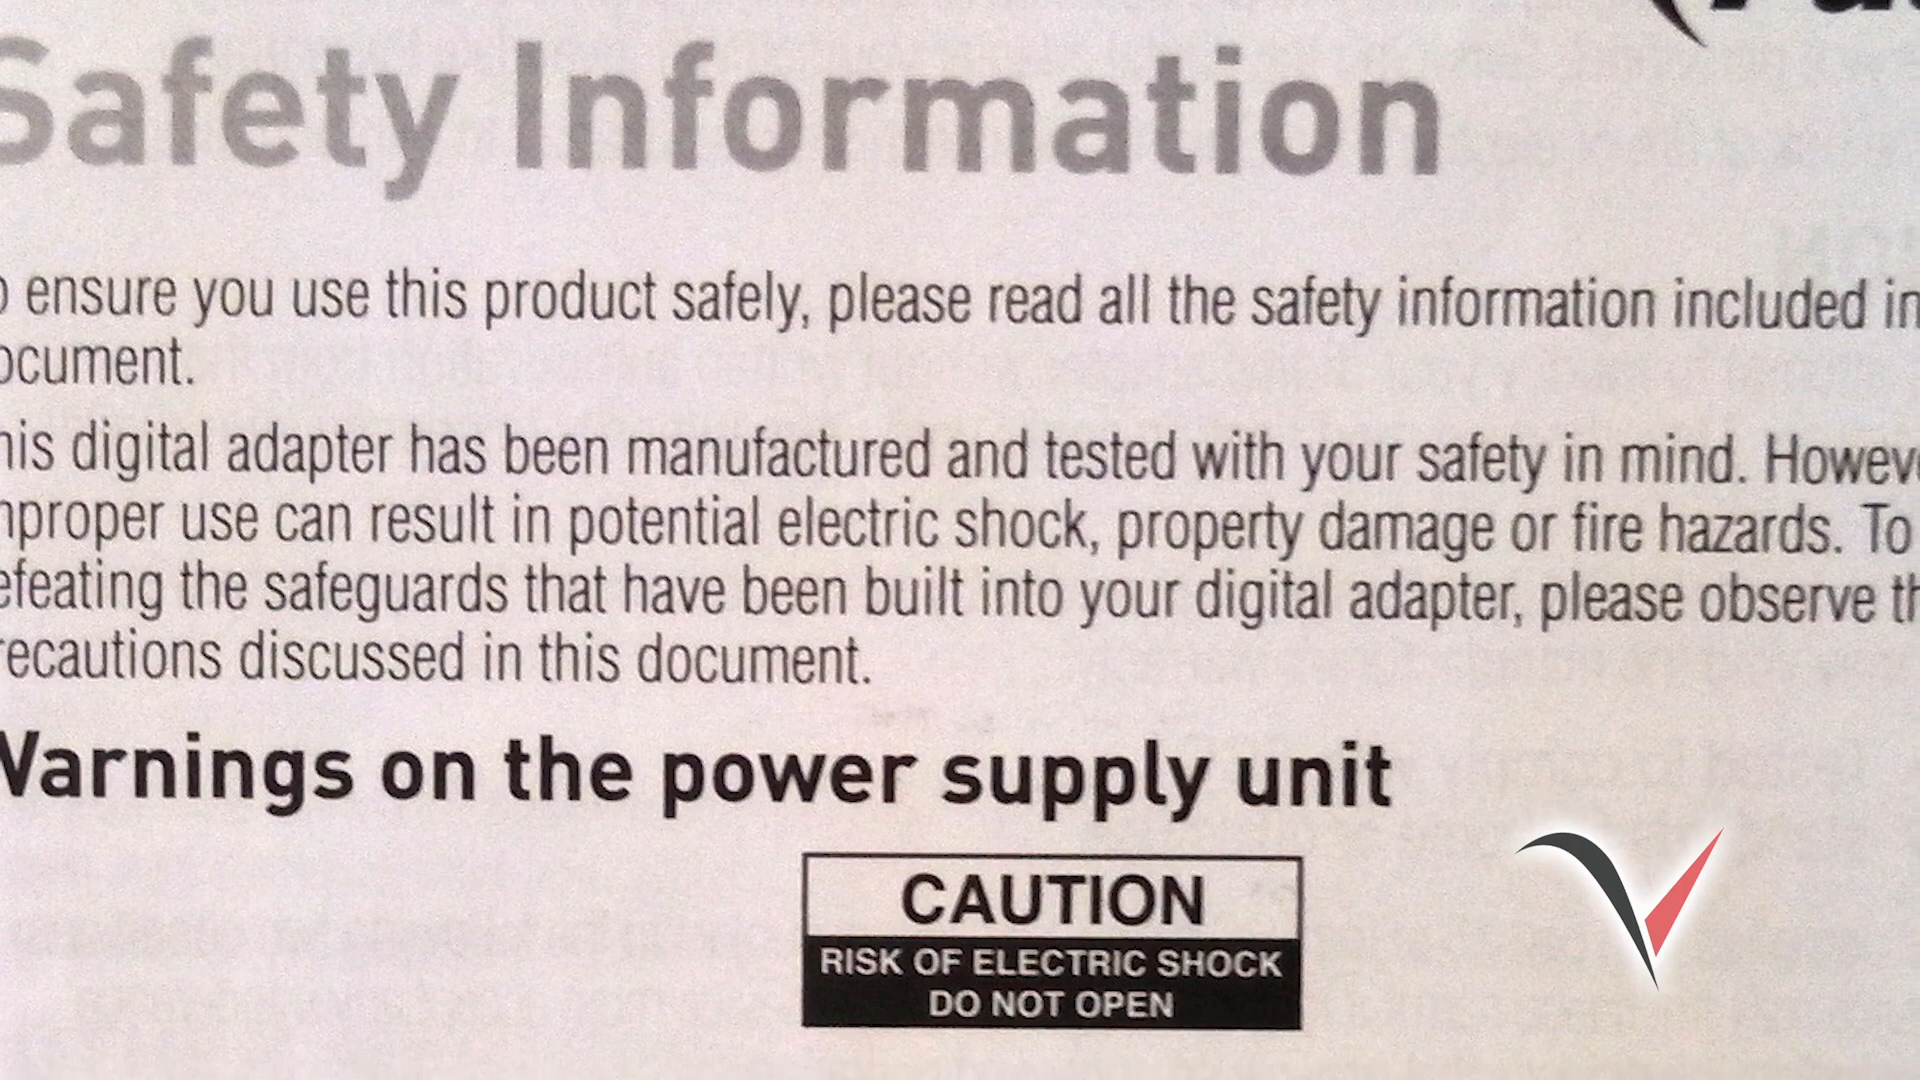 Safety Information
o ensure you use this product safely, please read all the safety information included in
ocument.
his digital adapter has been manufactured and tested with your safety in mind. Howeve
nproper use can result in potential electric shock, property damage or fire hazards. To
efeating the safeguards that have been built into your digital adapter, please observe th
recautions discussed in this document.
Warnings on the power supply unit
CAUTION
RISK OF ELECTRIC SHOCK
DO NOT OPEN